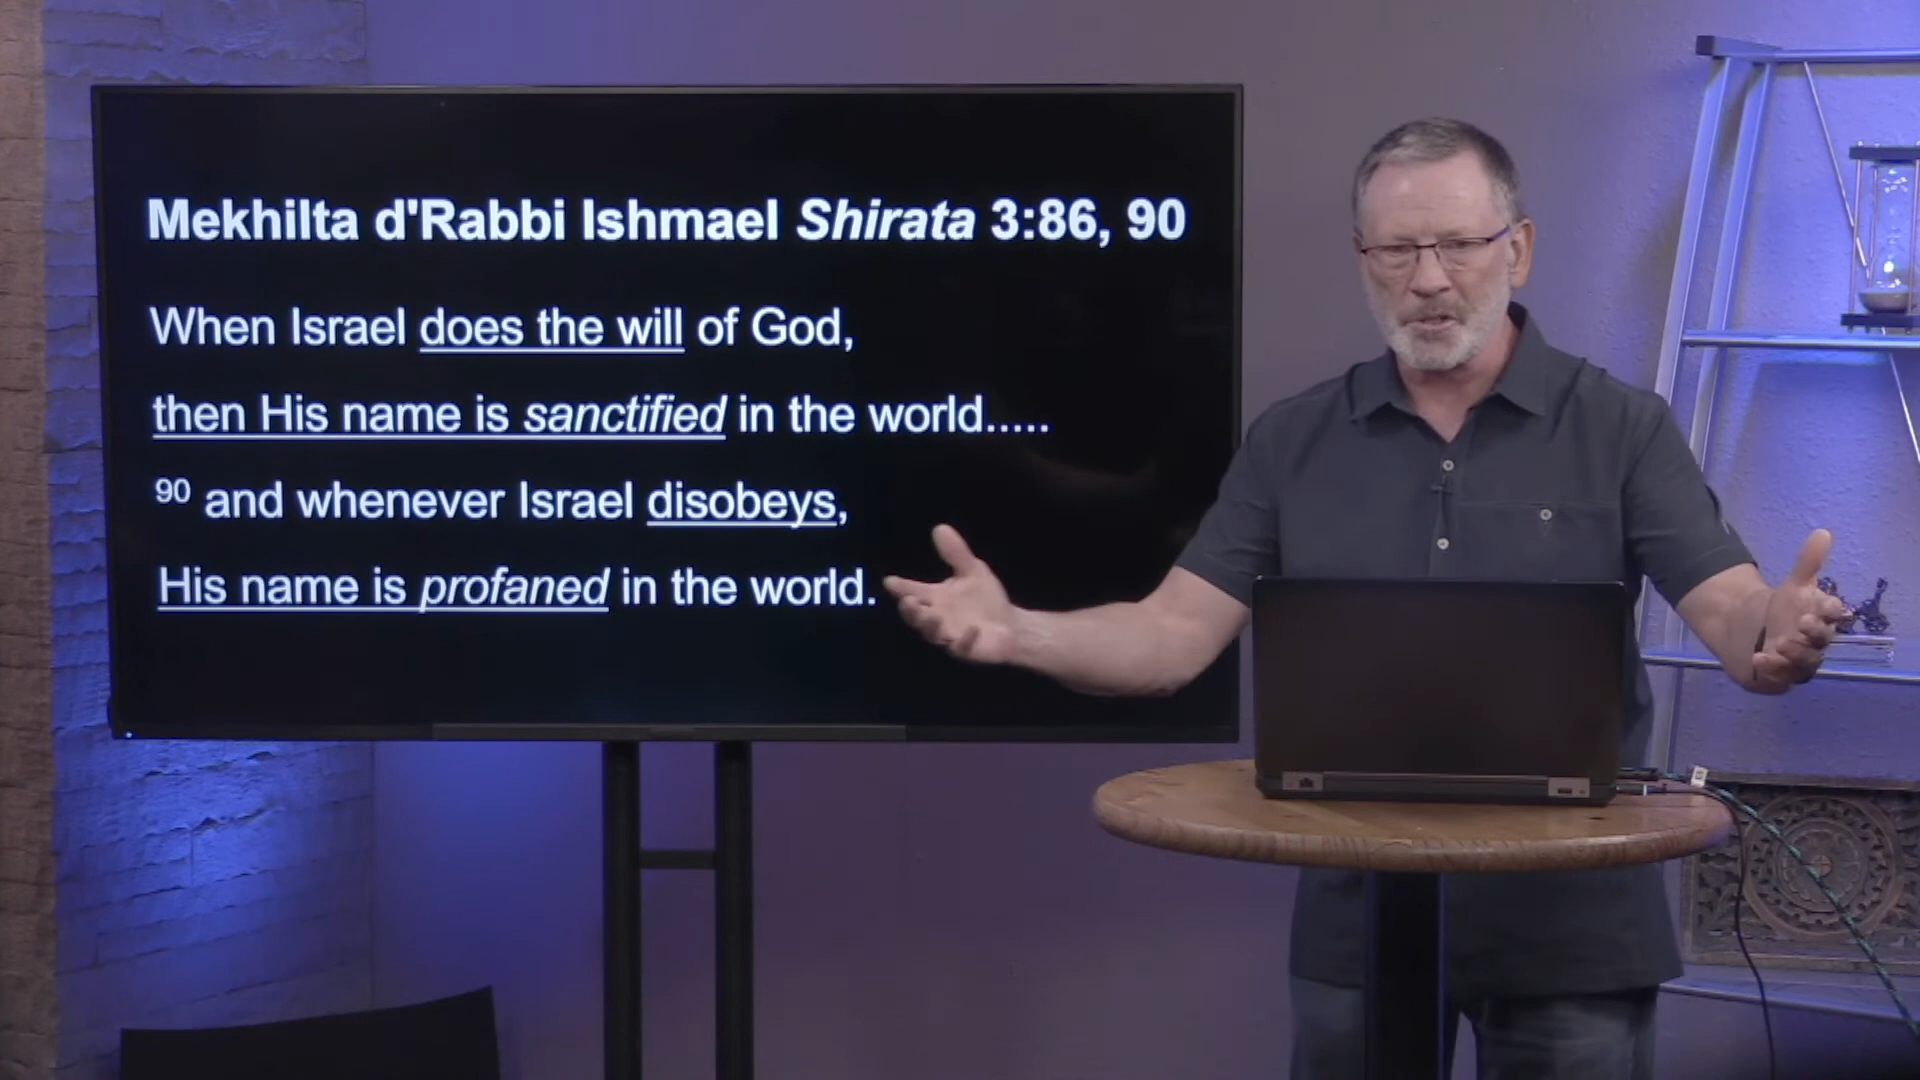 Mekhilta d'Rabbi Ishmael Shirata 3:86, 90
When Israel does the will of God,
then His name is sanctified in the world.....
90 and whenever Israel disobeys,
His name is profaned in the world.